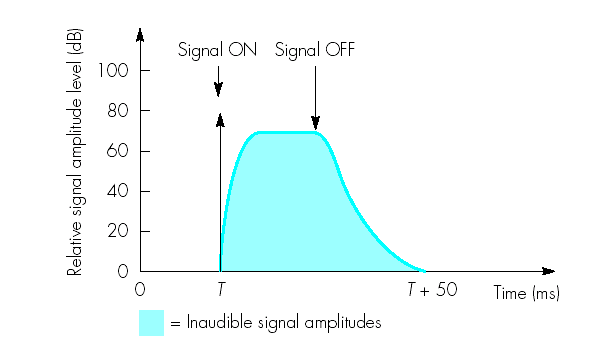 Relative signal amplitude level (dB)
Signal ON
Signal OFF
100
80
60
40
20
0
0
T
T + 50
Time (ms)
= Inaudible signal amplitudes